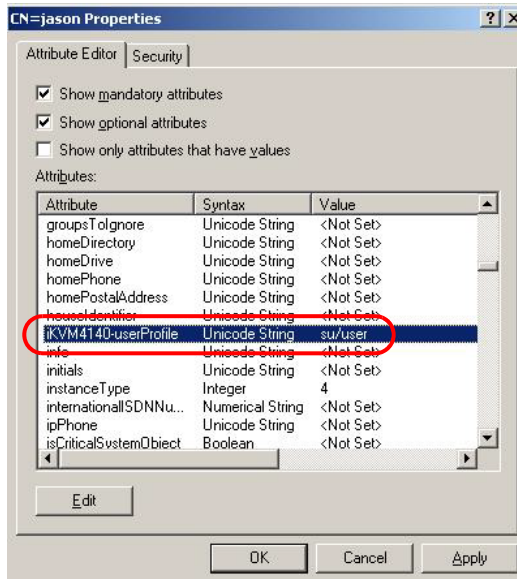 CN=jason Properties
Attribute Editor Security
Show mandatory attributes
Show optional attributes
Show only attributes that have values
Attributes:
Attribute Syntax Value
groupsToIgnore Unicode String <Not Set>
homeDirectory Unicode String <Not Set>
homeDrive Unicode String <Not Set>
homePhone Unicode String <Not Set>
homePostalAddress Unicode String <Not Set>
houseIdentifier Unicode String <Not Set>
iKVM4140-userProfile Unicode String su/user
info Unicode String <Not Set>
initials Unicode String <Not Set>
instanceType Integer 4
internationalISDNNu... Numerical String <Not Set>
ipPhone Unicode String <Not Set>
isCriticalSystemObject Boolean <Not Set>
Edit
OK Cancel Apply